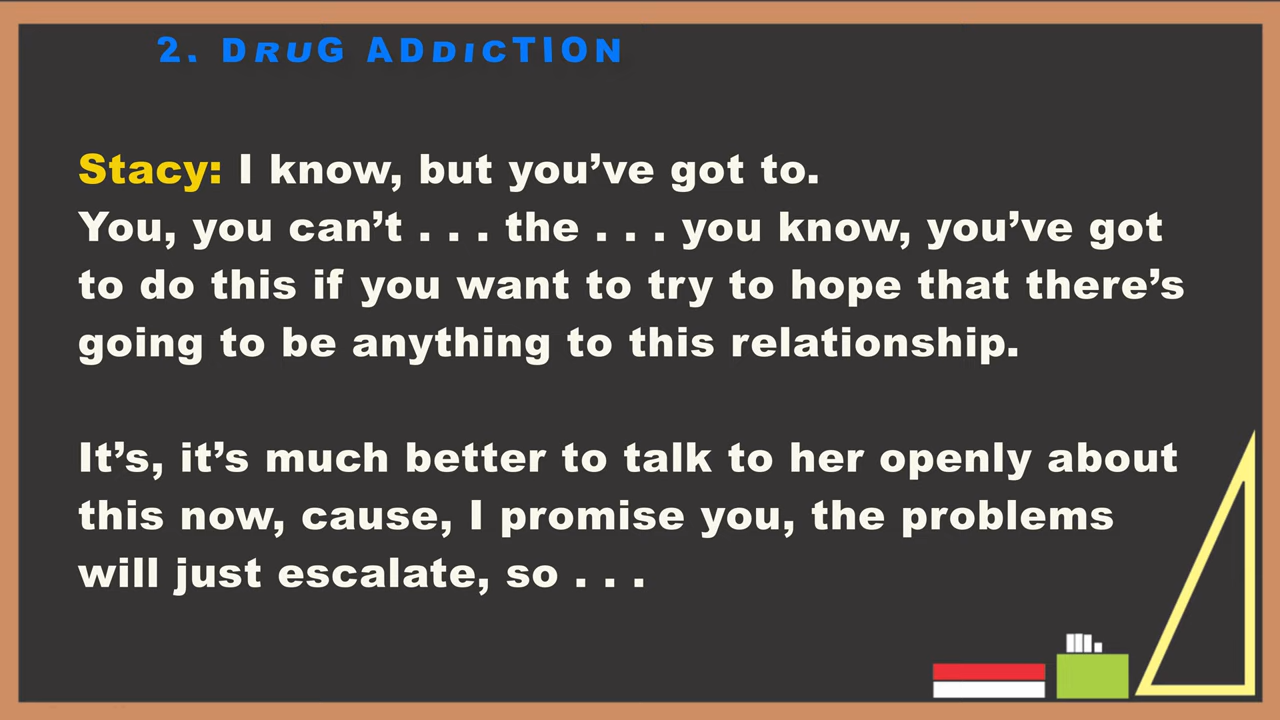 2. DRUG ADDICTION
Stacy: I know, but you’ve got to.
You, you can’t . . . the . . . you know, you’ve got
to do this if you want to try to hope that there’s
going to be anything to this relationship.
It’s, it’s much better to talk to her openly about
this now, cause, I promise you, the problems
will just escalate, so . . .